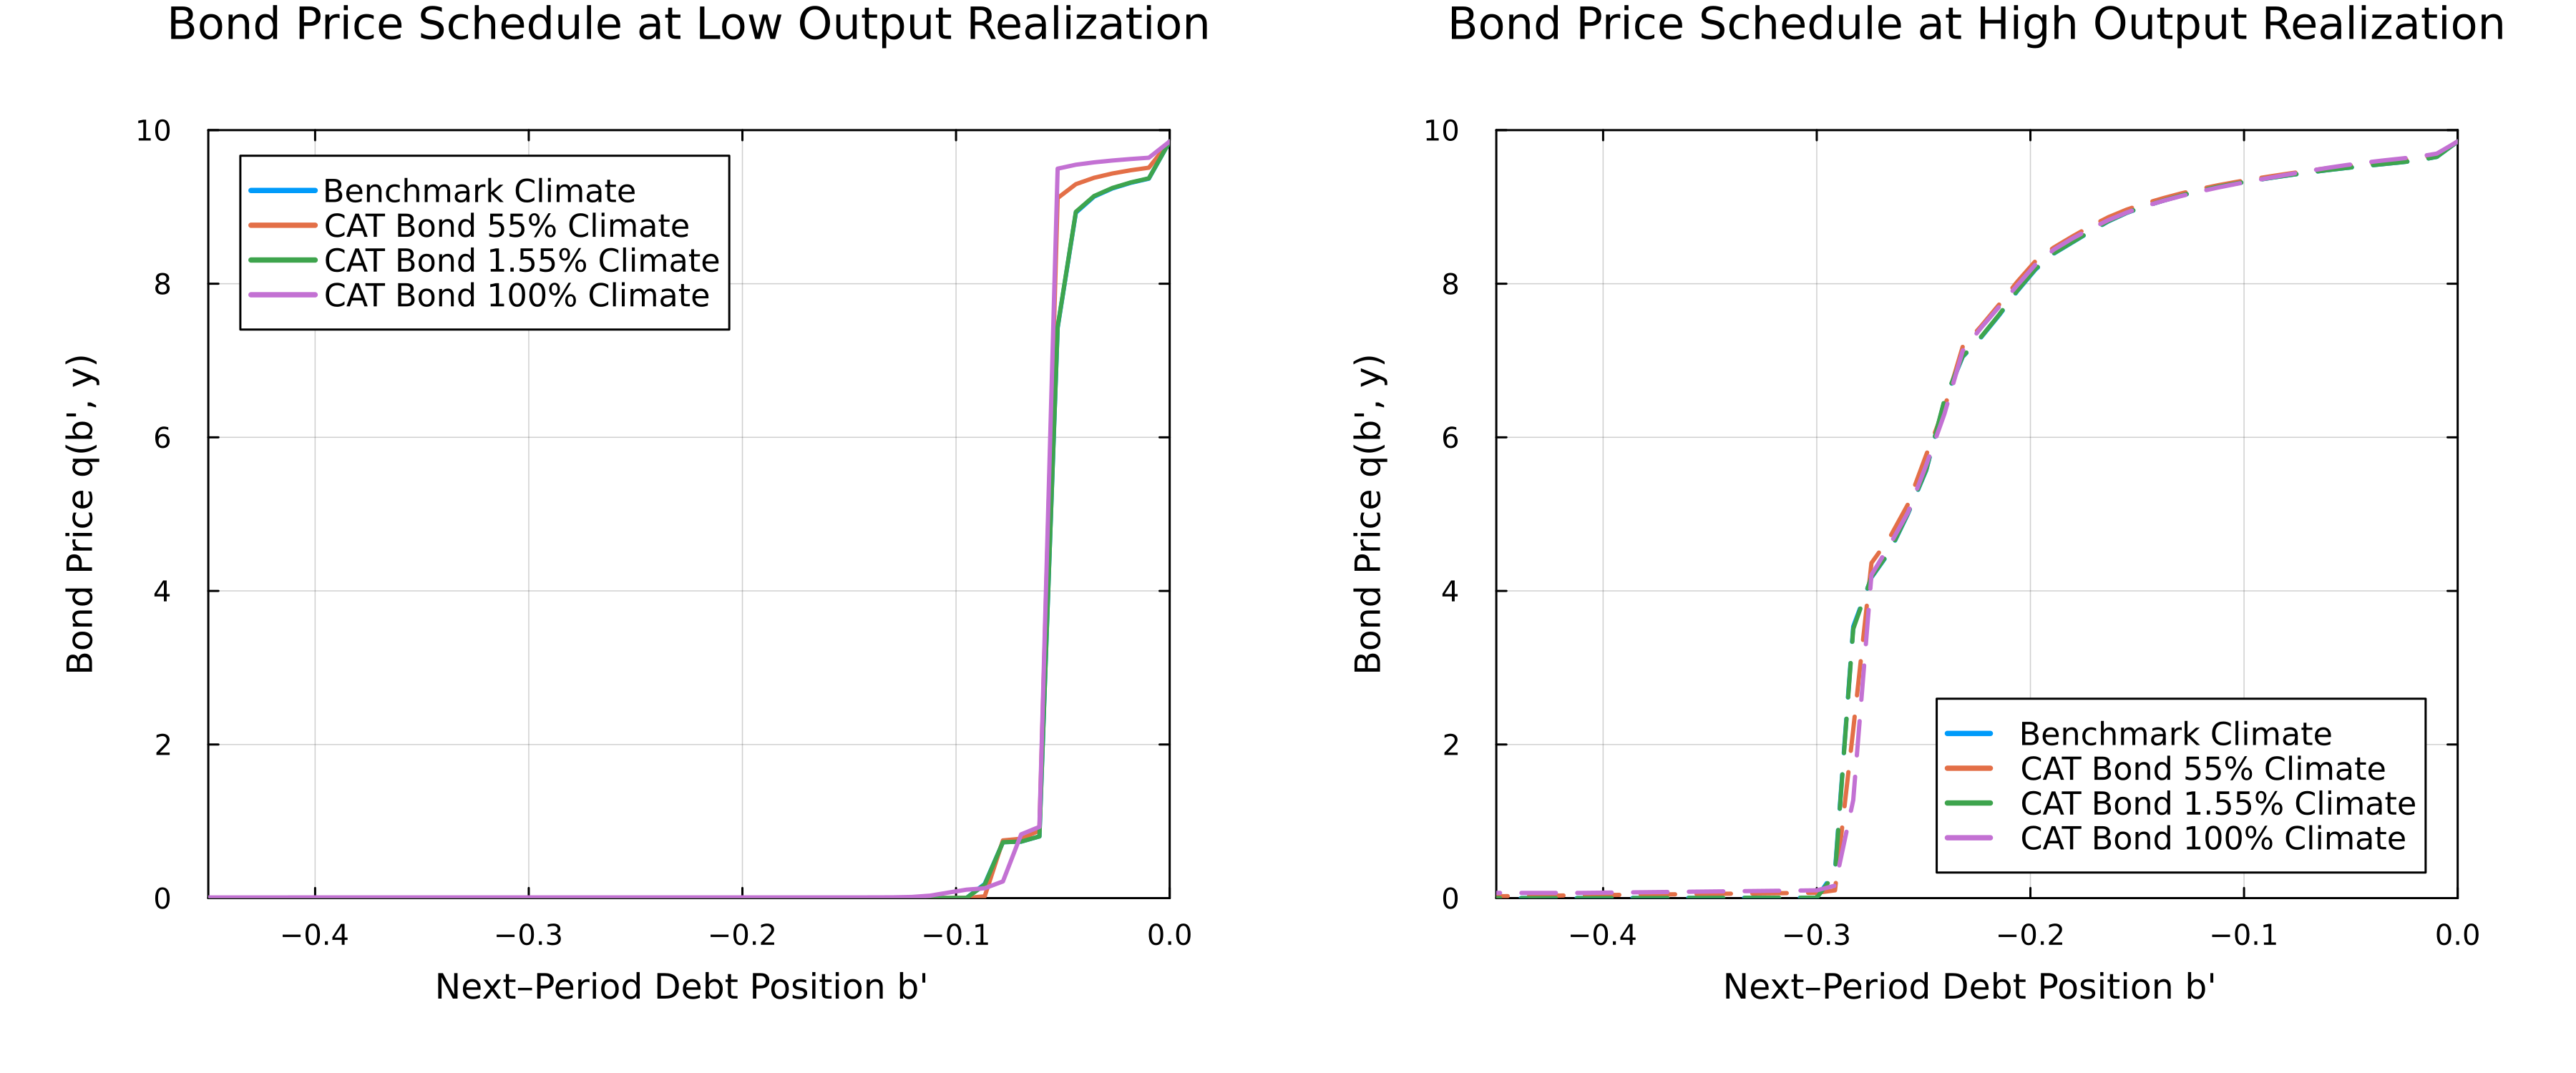 Bond Price Schedule at Low Output Realization
10
8
6
4
2
0
Bond Price q(b', y)
Benchmark Climate
CAT Bond 55% Climate
CAT Bond 1.55% Climate
CAT Bond 100% Climate
−0.4
−0.3
−0.2
−0.1
0.0
Next–Period Debt Position b'
Bond Price Schedule at High Output Realization
10
8
6
4
2
0
Bond Price q(b', y)
Benchmark Climate
CAT Bond 55% Climate
CAT Bond 1.55% Climate
CAT Bond 100% Climate
−0.4
−0.3
−0.2
−0.1
0.0
Next–Period Debt Position b'